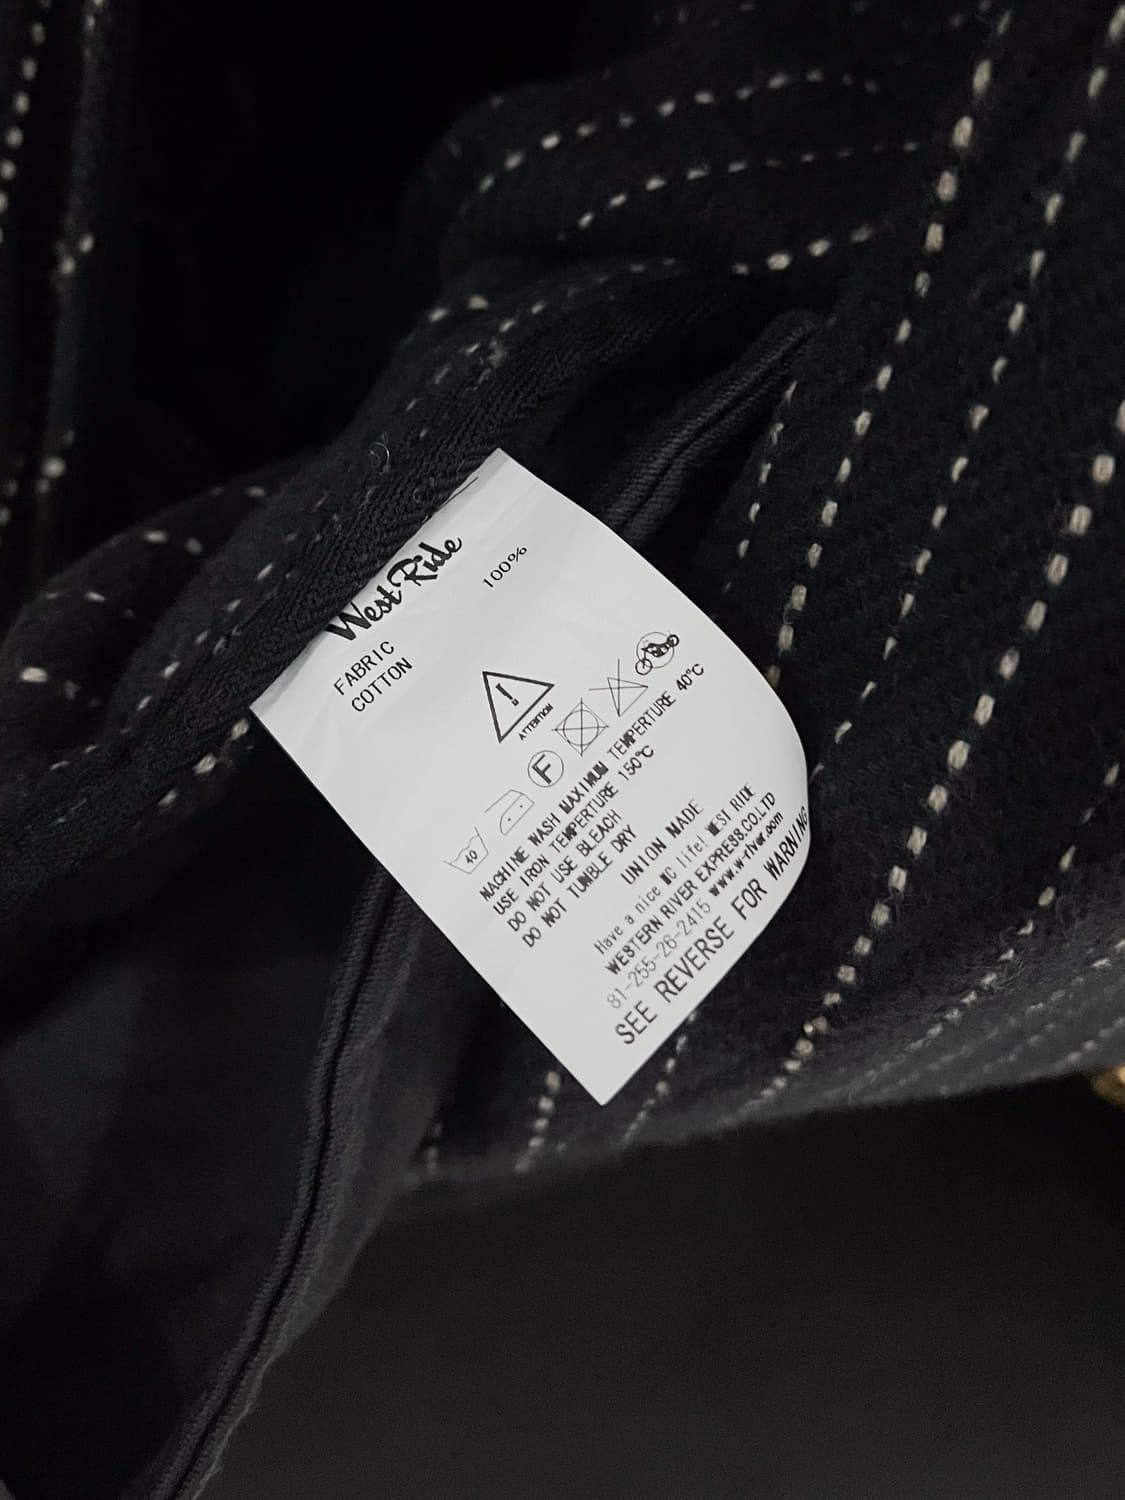 West Ride
FABRIC
COTTON 100%
ATTENTION
40
F
MACHINE WASH MAXIMUM TEMPERTURE 40°C
USE IRON TEMPERTURE 150°C
DO NOT USE BLEACH
DO NOT TUMBLE DRY
UNION MADE
Have a nice MC life! WEST RIDE
WESTERN RIVER EXPRESS.CO.LTD
81-255-26-2415 www.w-river.com
SEE REVERSE FOR WARNING